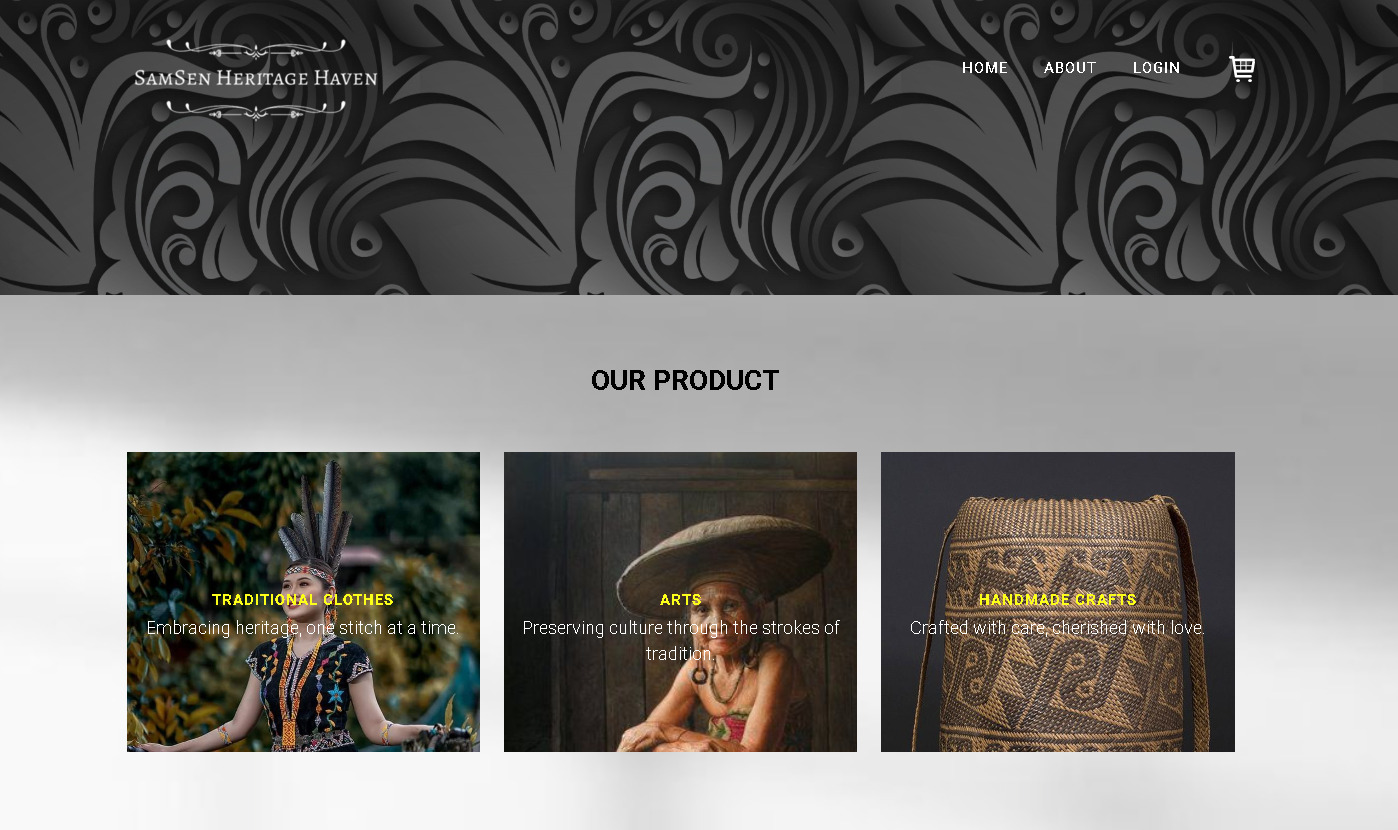 SamSen Heritage Haven
HOME ABOUT LOGIN
OUR PRODUCT
TRADITIONAL CLOTHES
Embracing heritage, one stitch at a time.
ARTS
Preserving culture through the strokes of
tradition.
HANDMADE CRAFTS
Crafted with care, cherished with love.